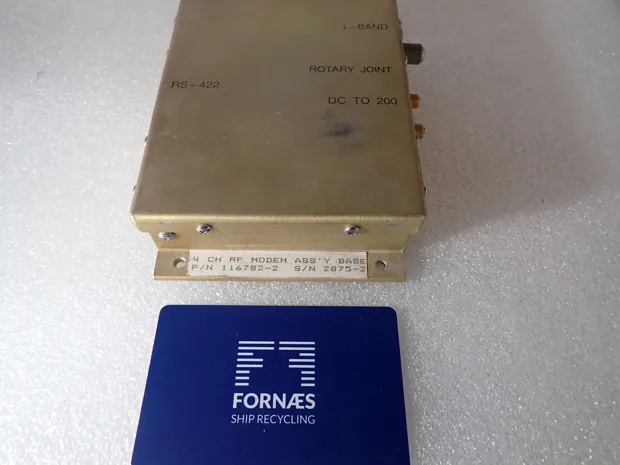 L-BAND
ROTARY JOINT
RS-422
DC TO 200
4 CH RF MODEM ASS'Y BASE
P/N 116782-2 S/N 2875-2
FORNÆS
SHIP RECYCLING